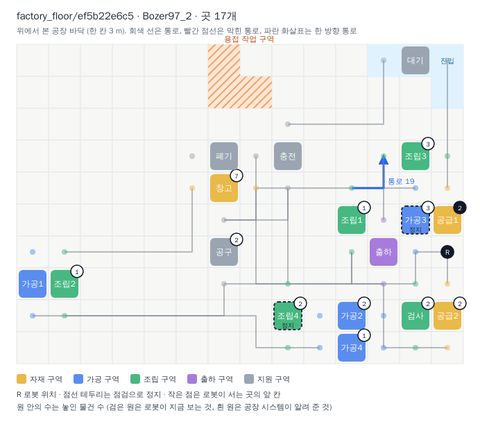 factory_floor/ef5b22e6c5 · Bozer97_2 · 곳 17개
위에서 본 공장 바닥 (한 칸 3 m). 회색 선은 통로, 빨간 점선은 막힌 통로, 파란 화살표는 한 방향 통로
용접 작업 구역
대기
진입
폐기
충전
조립3
3
창고
7
통로 19
조립1
1
가공3
3
정지
공급1
2
공구
2
출하
R
가공1
조립2
1
조립4
2
정지
가공2
2
검사
2
공급2
2
가공4
1
자재 구역
가공 구역
조립 구역
출하 구역
지원 구역
R 로봇 위치 · 점선 테두리는 점검으로 정지 · 작은 점은 로봇이 서는 곳의 앞 칸
원 안의 수는 놓인 물건 수 (검은 원은 로봇이 지금 보는 것, 흰 원은 공장 시스템이 알려 준 것)